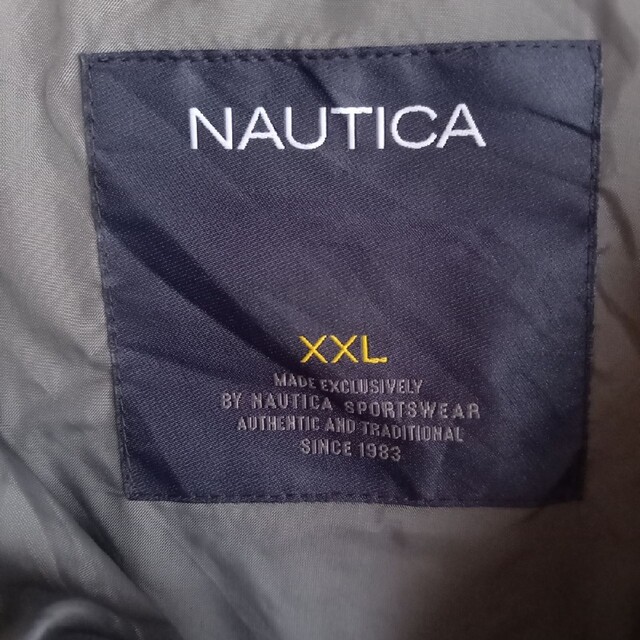 NAUTICA
XXL
MADE EXCLUSIVELY
BY NAUTICA SPORTSWEAR
AUTHENTIC AND TRADITIONAL
SINCE 1983